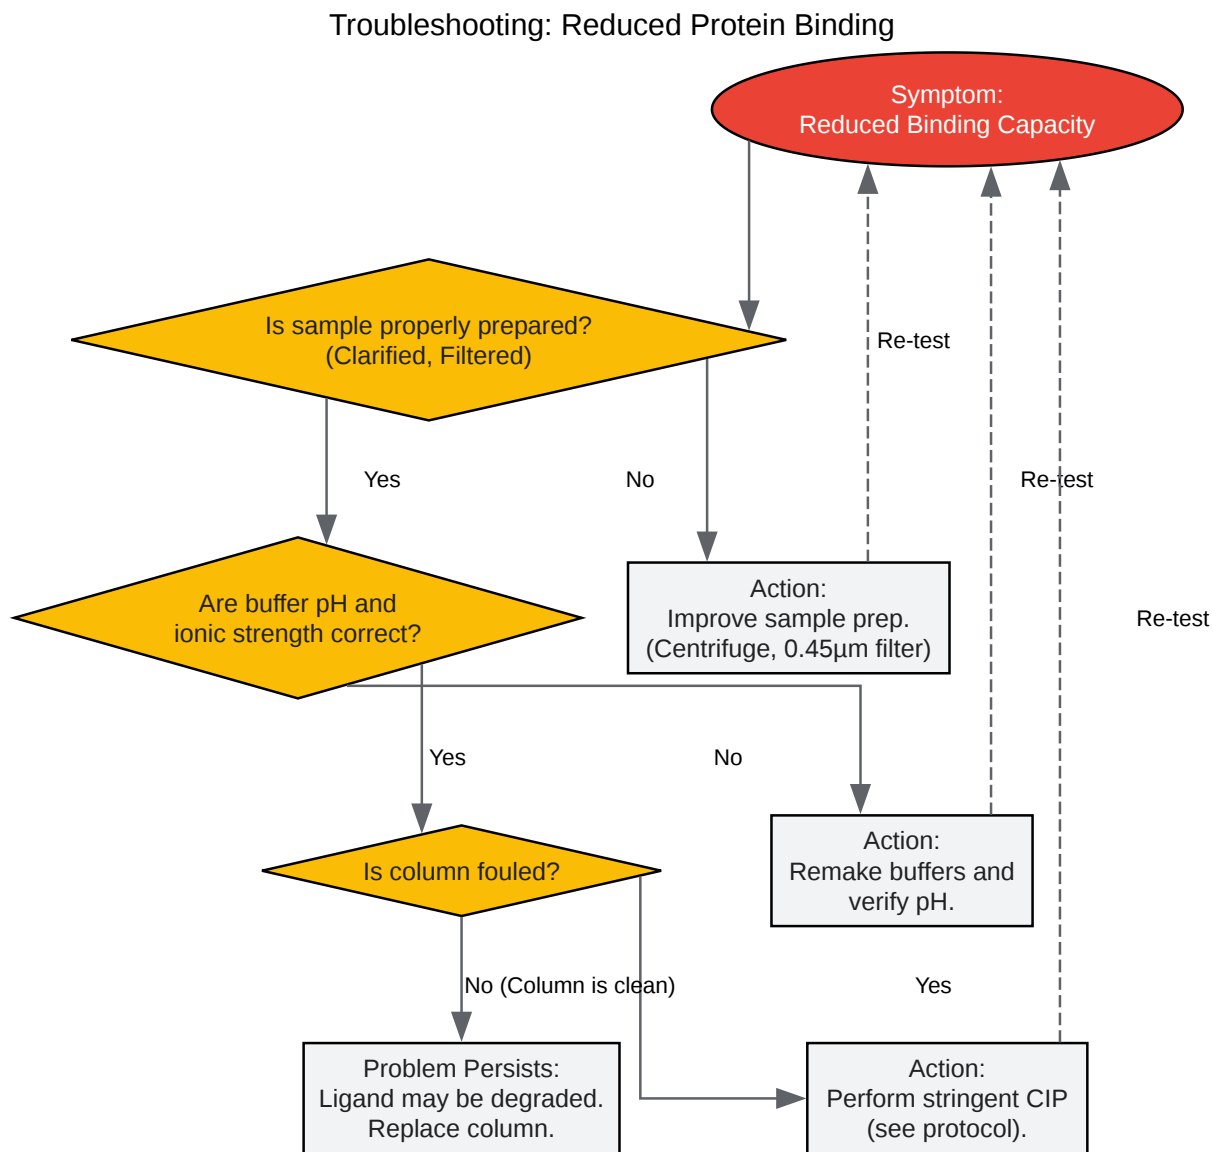 Troubleshooting: Reduced Protein Binding
Symptom:
Reduced Binding Capacity
Is sample properly prepared?
(Clarified, Filtered)
Re-test
Yes
No
Re-test
Are buffer pH and
ionic strength correct?
Action:
Improve sample prep.
(Centrifuge, 0.45µm filter)
Re-test
Yes
No
Is column fouled?
Action:
Remake buffers and
verify pH.
No (Column is clean)
Yes
Problem Persists:
Ligand may be degraded.
Replace column.
Action:
Perform stringent CIP
(see protocol).